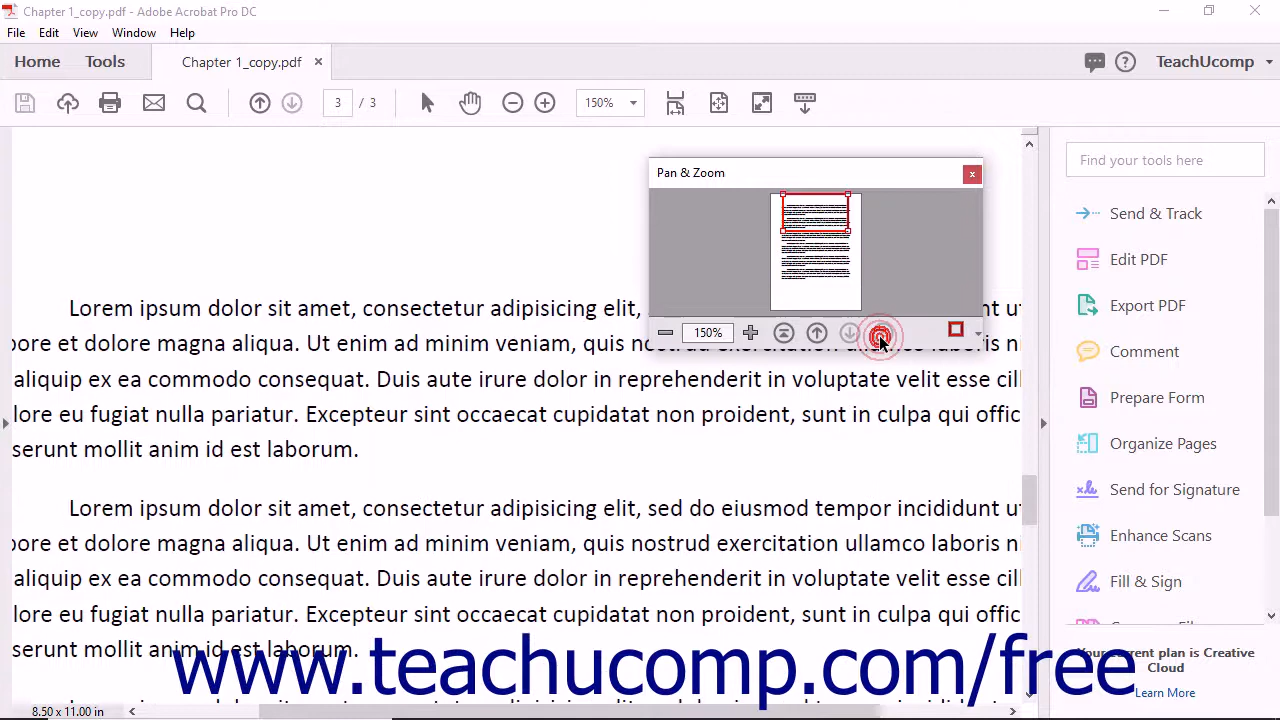 Chapter 1_copy.pdf - Adobe Acrobat Pro DC
File Edit View Window Help
Home Tools Chapter 1_copy.pdf × TeachUcomp
3 / 3 150%
Find your tools here
Pan & Zoom x
150%
Send & Track
Edit PDF
Export PDF
Comment
Prepare Form
Organize Pages
Send for Signature
Enhance Scans
Fill & Sign
Lorem ipsum dolor sit amet, consectetur adipisicing elit,
ore et dolore magna aliqua. Ut enim ad minim veniam, quis
aliquip ex ea commodo consequat. Duis aute irure dolor in reprehenderit in voluptate velit esse cil
lore eu fugiat nulla pariatur. Excepteur sint occaecat cupidatat non proident, sunt in culpa qui offic
serunt mollit anim id est laborum.
Lorem ipsum dolor sit amet, consectetur adipisicing elit, sed do eiusmod tempor incididunt ut
ore et dolore magna aliqua. Ut enim ad minim veniam, quis nostrud exercitation ullamco laboris n
aliquip ex ea commodo consequat. Duis aute irure dolor in reprehenderit in voluptate velit esse cil
lore eu fugiat nulla pariatur. Excepteur sint occaecat cupidatat non proident, sunt in culpa qui offic
serunt mollit anim id est laborum.
www.teachucomp.com/free
Your current plan is Creative
Cloud
Learn More
8.50 x 11.00 in